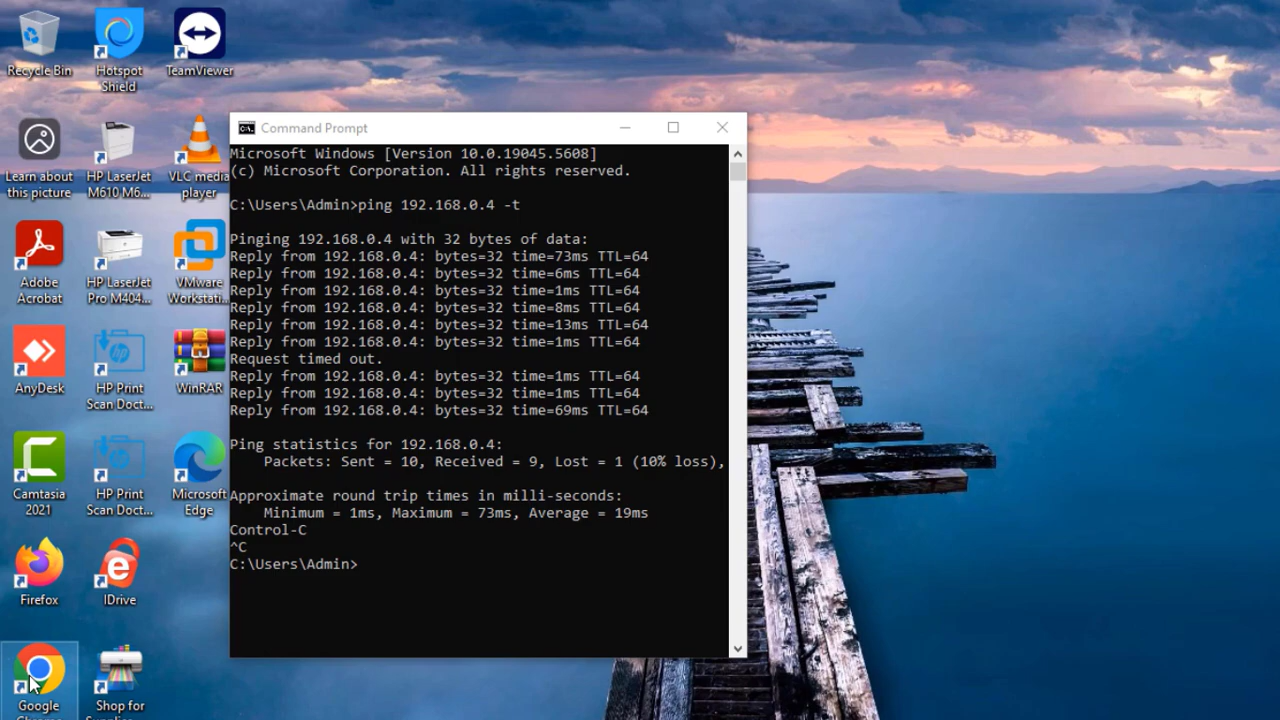 Recycle Bin
Hotspot
Shield
TeamViewer
Learn about
this picture
HP LaserJet
M610 M6...
VLC media
player
Adobe
Acrobat
HP LaserJet
Pro M404...
VMware
Workstati...
AnyDesk
HP Print
Scan Doct...
WinRAR
Camtasia
2021
HP Print
Scan Doct...
Microsoft
Edge
Firefox
IDrive
Google
Shop for
Command Prompt
Microsoft Windows [Version 10.0.19045.5608]
(c) Microsoft Corporation. All rights reserved.
C:\Users\Admin>ping 192.168.0.4 -t
Pinging 192.168.0.4 with 32 bytes of data:
Reply from 192.168.0.4: bytes=32 time=73ms TTL=64
Reply from 192.168.0.4: bytes=32 time=6ms TTL=64
Reply from 192.168.0.4: bytes=32 time=1ms TTL=64
Reply from 192.168.0.4: bytes=32 time=8ms TTL=64
Reply from 192.168.0.4: bytes=32 time=13ms TTL=64
Reply from 192.168.0.4: bytes=32 time=1ms TTL=64
Request timed out.
Reply from 192.168.0.4: bytes=32 time=1ms TTL=64
Reply from 192.168.0.4: bytes=32 time=1ms TTL=64
Reply from 192.168.0.4: bytes=32 time=69ms TTL=64
Ping statistics for 192.168.0.4:
Packets: Sent = 10, Received = 9, Lost = 1 (10% loss),
Approximate round trip times in milli-seconds:
Minimum = 1ms, Maximum = 73ms, Average = 19ms
Control-C
^C
C:\Users\Admin>